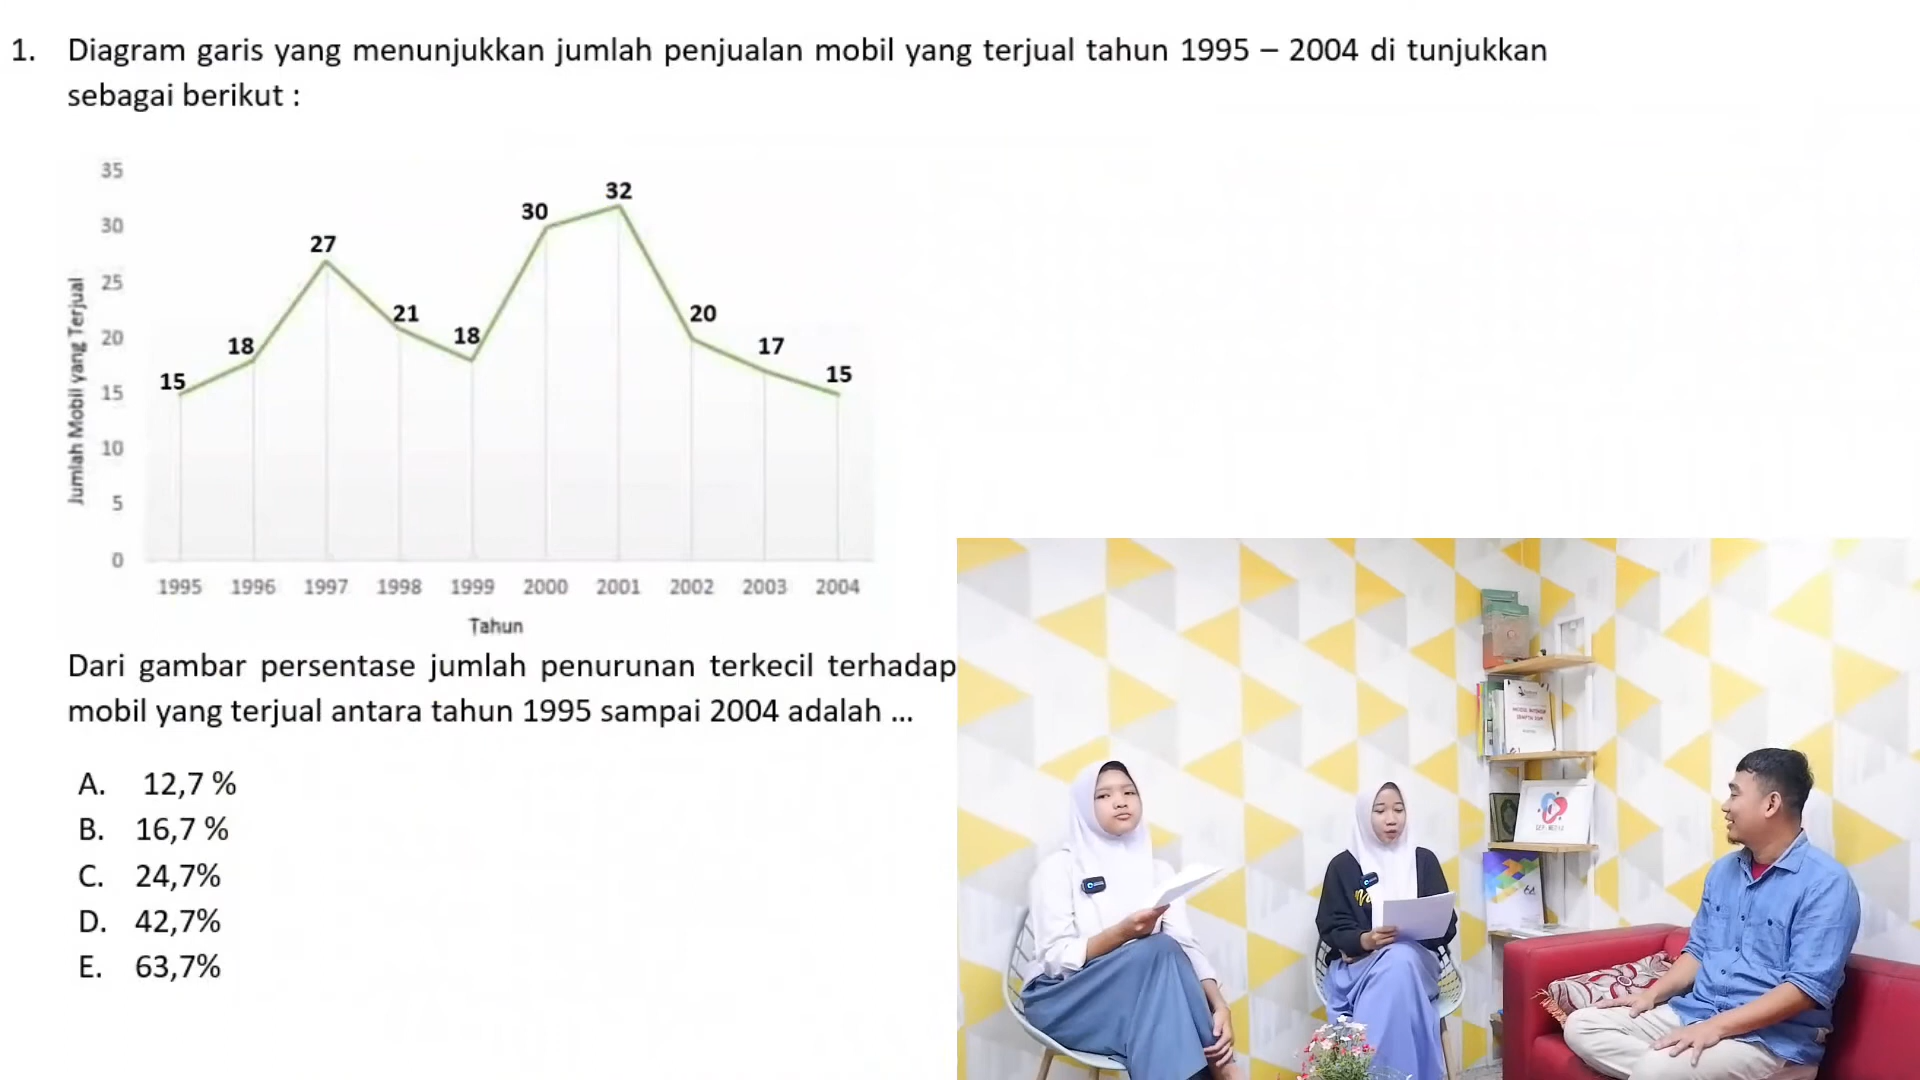 1. Diagram garis yang menunjukkan jumlah penjualan mobil yang terjual tahun 1995 – 2004 di tunjukkan
sebagai berikut :
35
30
25
20
15
10
5
0
Jumlah Mobil yang Terjual
15
18
27
21
18
30
32
20
17
15
1995 1996 1997 1998 1999 2000 2001 2002 2003 2004
Tahun
Dari gambar persentase jumlah penurunan terkecil terhadap
mobil yang terjual antara tahun 1995 sampai 2004 adalah ...
A. 12,7 %
B. 16,7 %
C. 24,7%
D. 42,7%
E. 63,7%